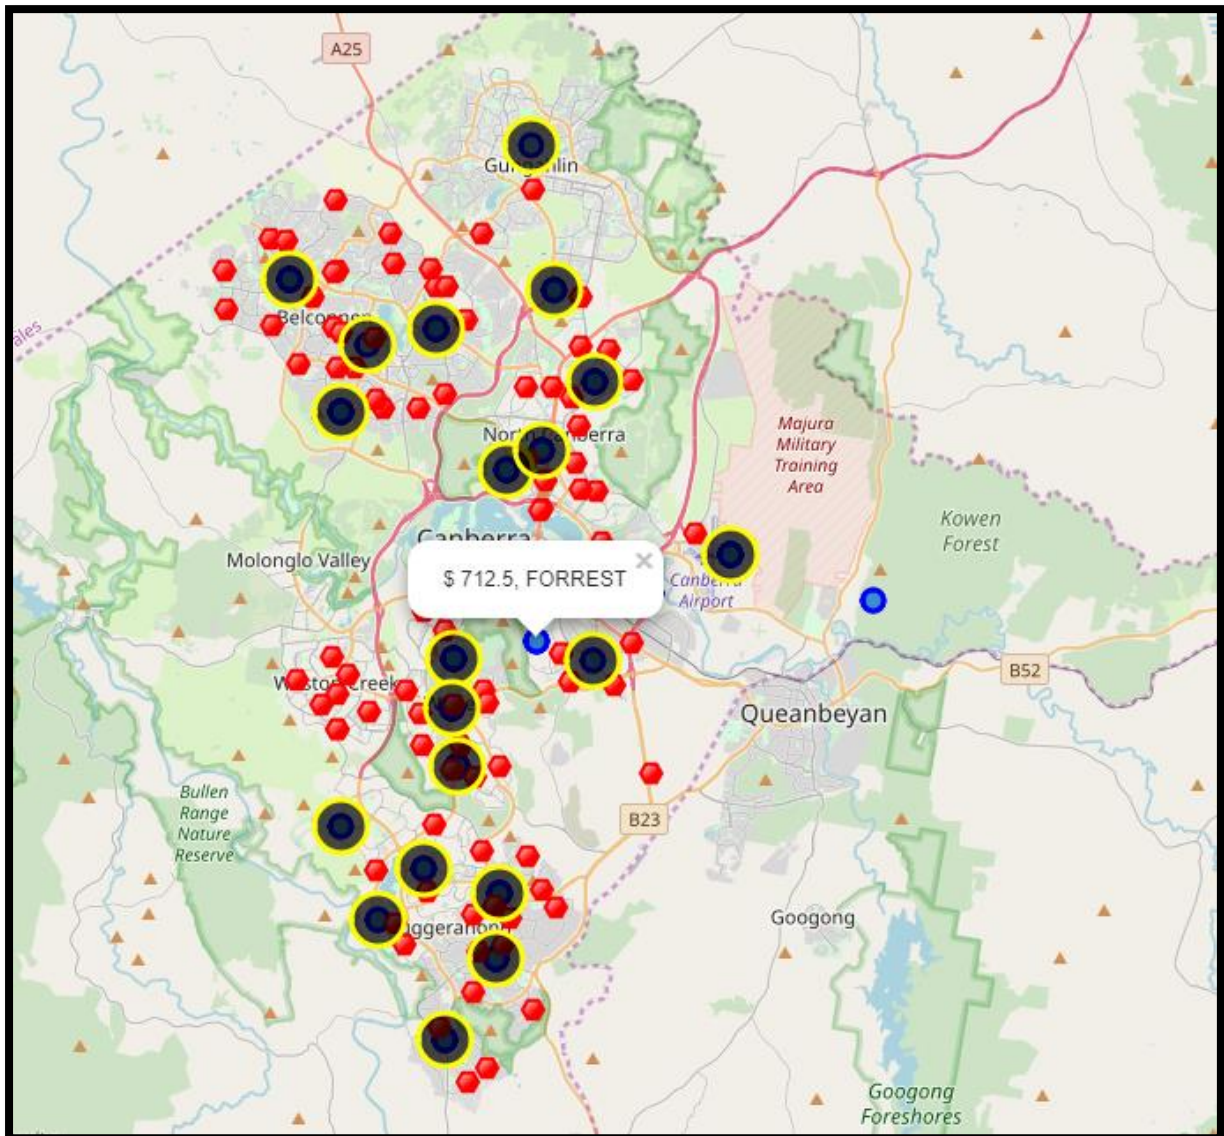 A25
Gungahlin
Belconnen
ales
North Canberra
Majura
Military
Training
Area
Kowen
Forest
Canberra
Molonglo Valley
$ 712.5, FORREST
×
Canberra
Airport
B52
Weston Creek
Queanbeyan
Bullen
Range
Nature
Reserve
B23
Googong
Tuggeranong
Googong
Foreshores